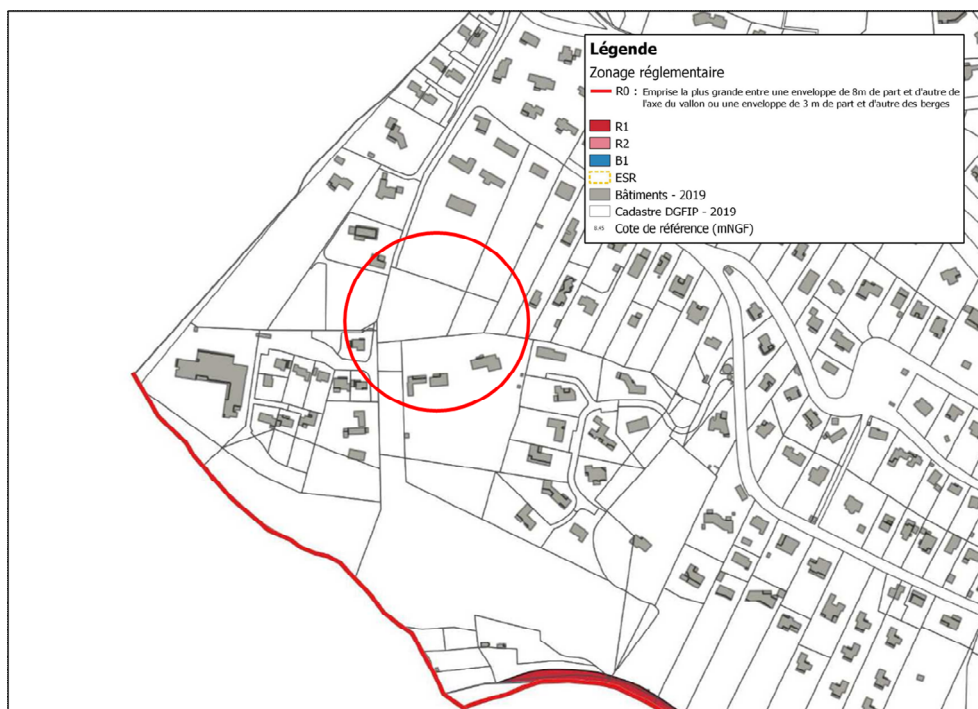 Légende
Zonage réglementaire
R0 : Emprise la plus grande entre une enveloppe de 8m de part et d'autre de
l'axe du vallon ou une enveloppe de 3 m de part et d'autre des berges
R1
R2
B1
ESR
Bâtiments - 2019
Cadastre DGFIP - 2019
8.45 Cote de référence (mNGF)